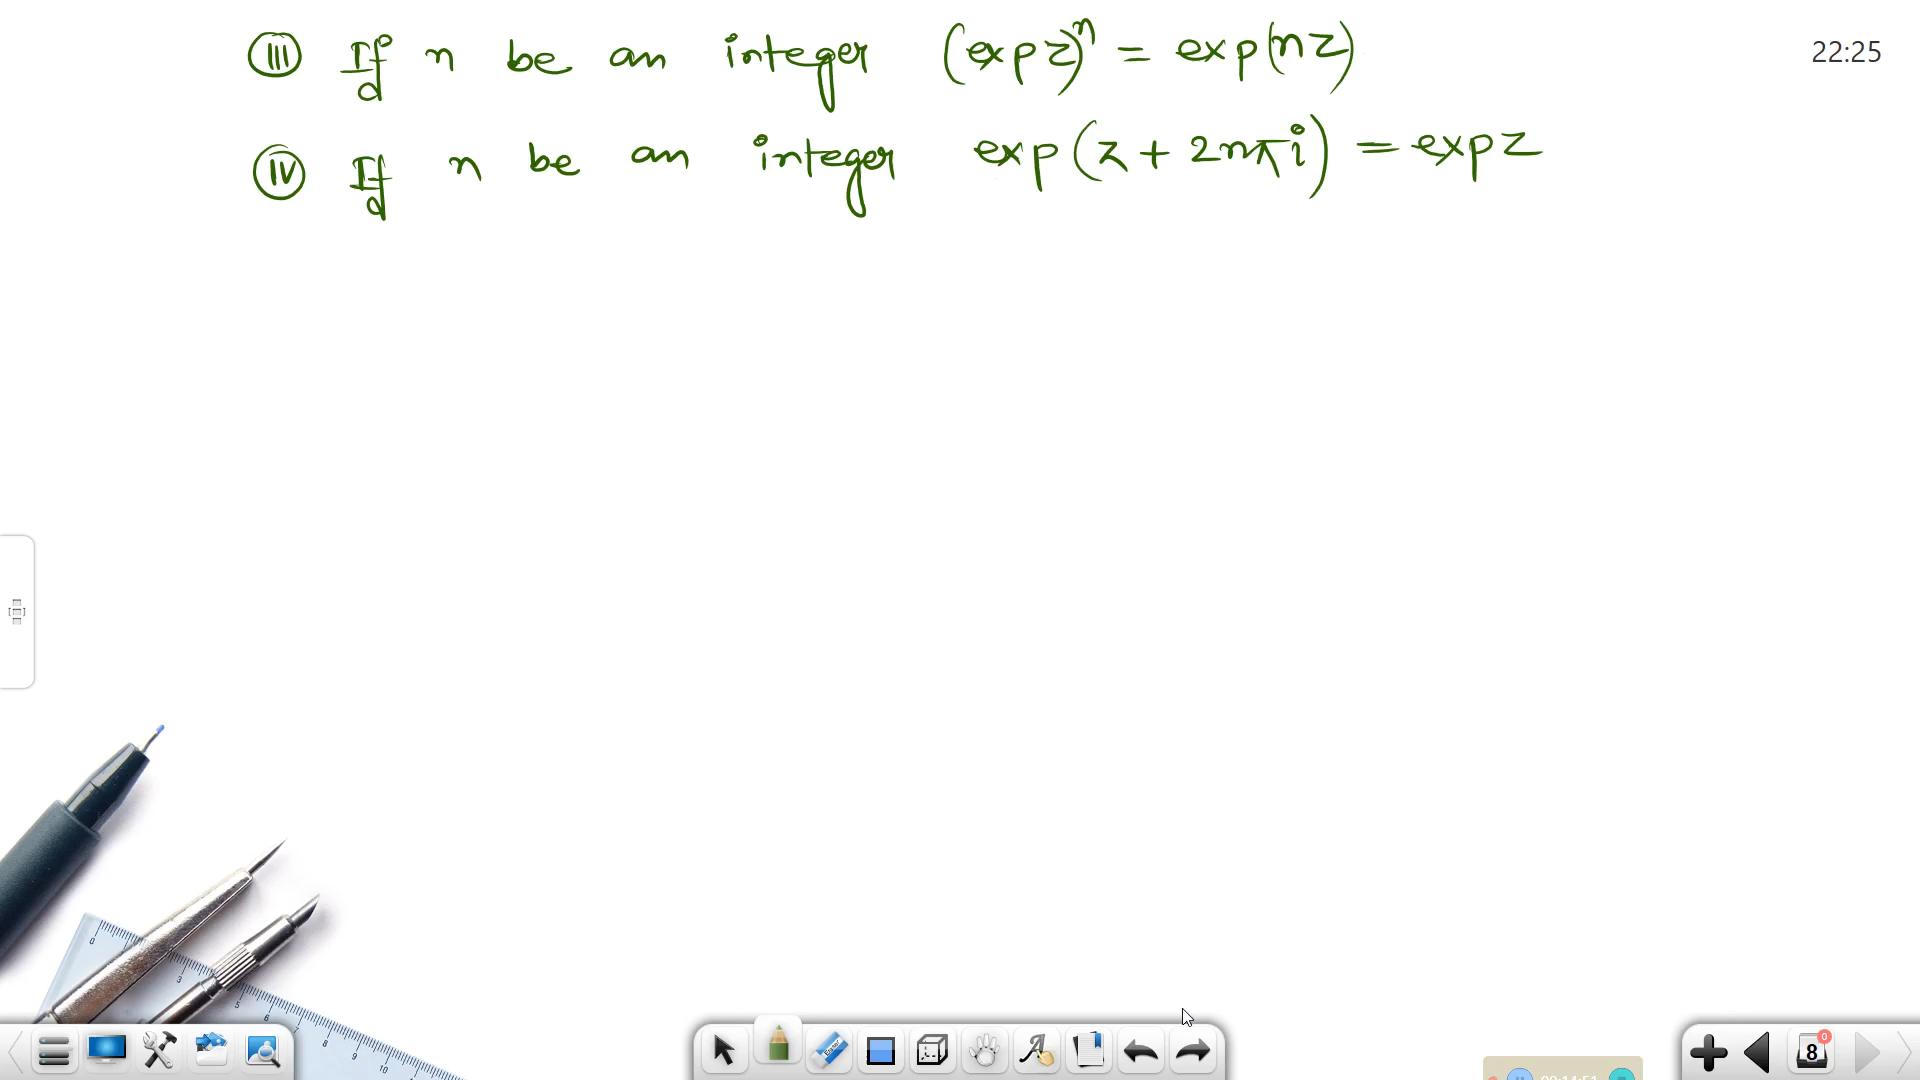 (iii) If n be an integer (exp z)ⁿ = exp(nz)
22:25
(iv) If n be an integer exp(z + 2nπi) = exp z
8
0